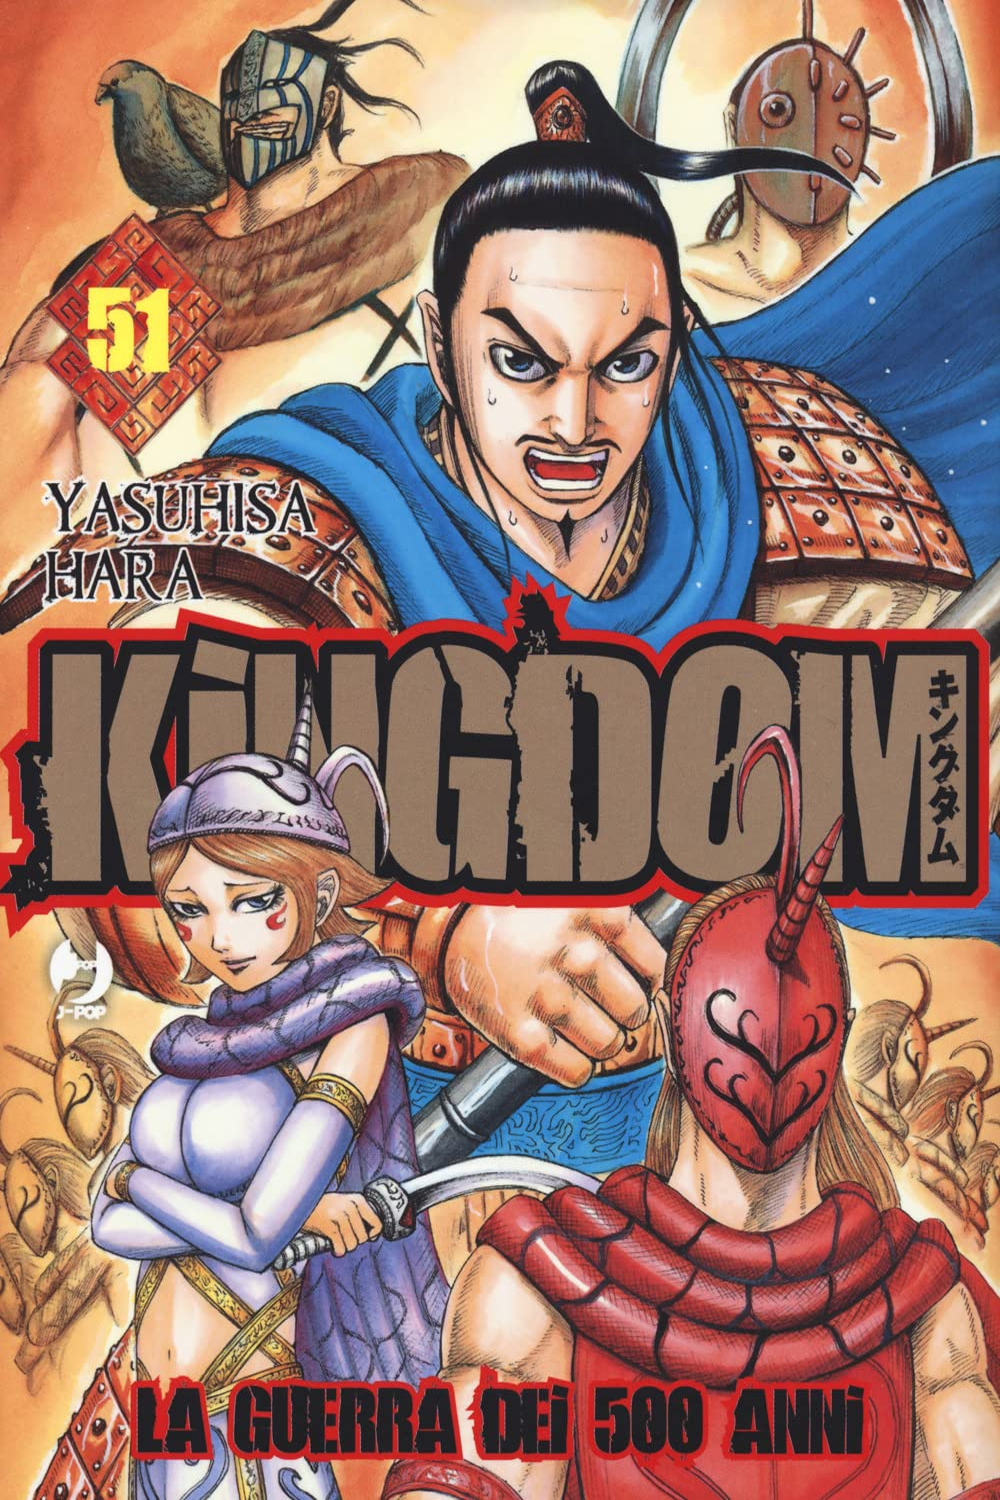 51
YASUHISA
HARA
KiNGDOM
キングダム
J-POP
LA GUERRA DEi 500 ANNi